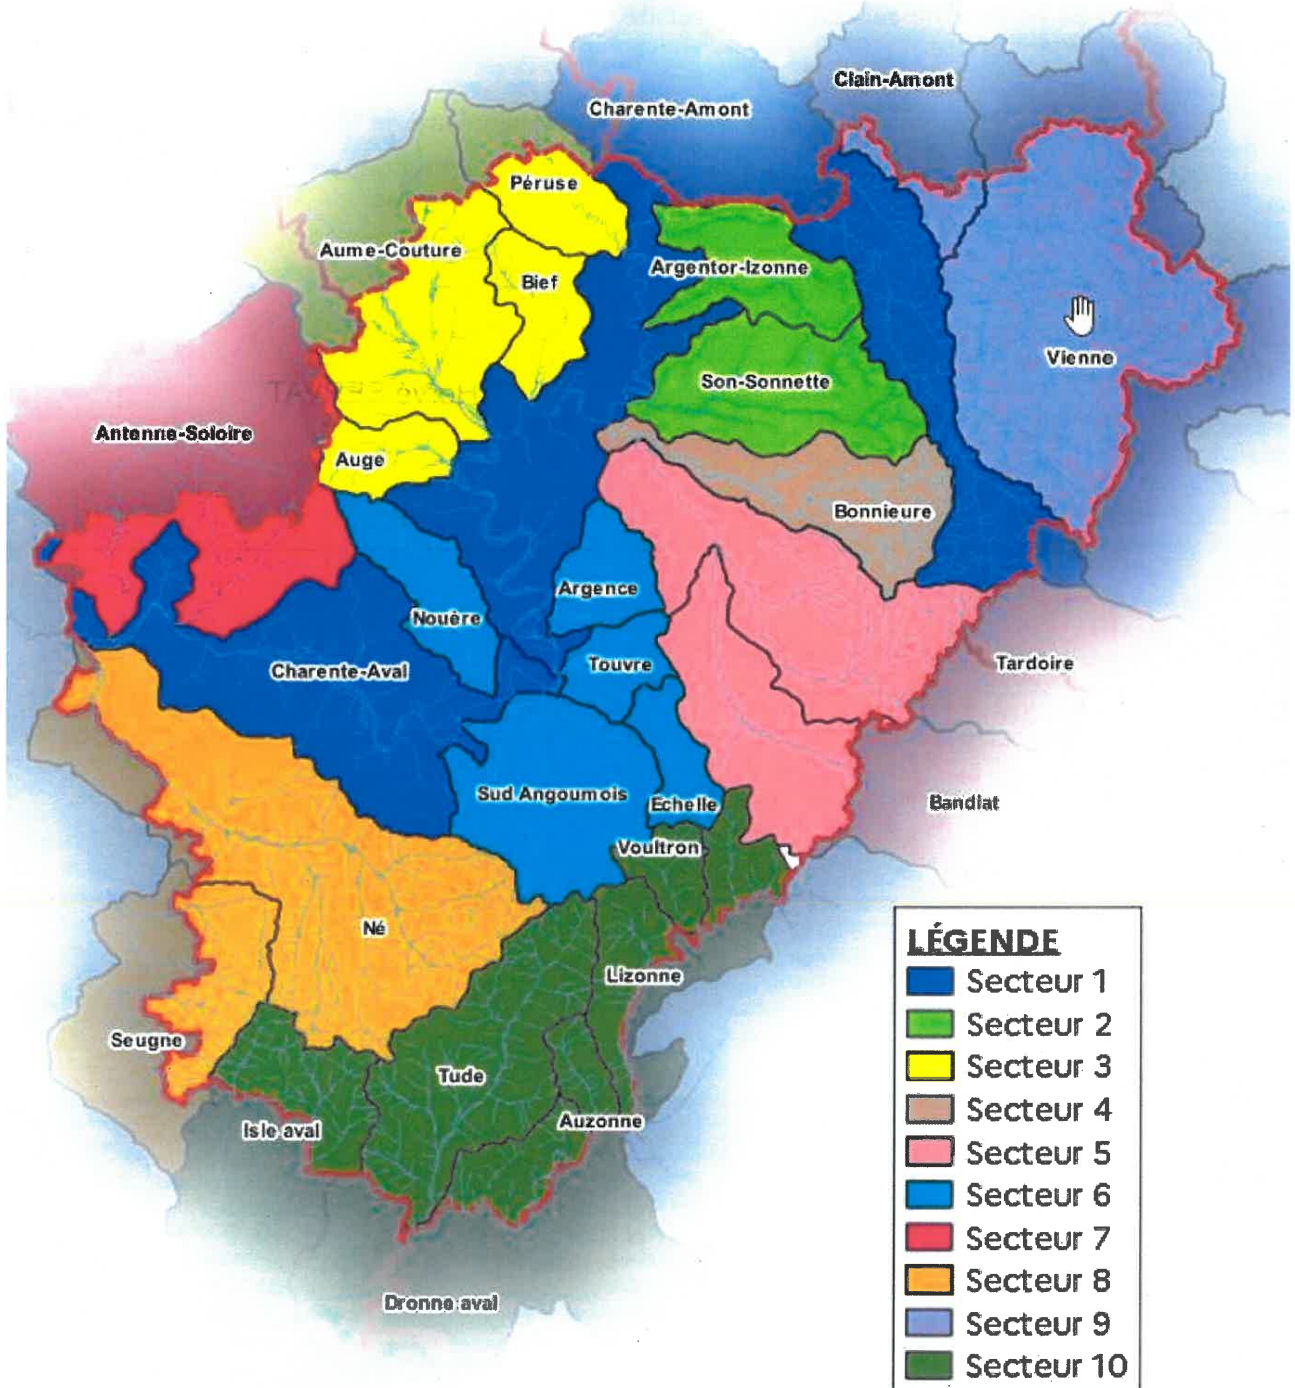 Clain-Amont
Charente-Amont
Péruse
Aume-Couture
Argentor-Izonne
Bief
Vienne
Son-Sonnette
Antenne-Soloire
Auge
Bonnieure
Argence
Nouère
Touvre
Tardoire
Charente-Aval
Sud Angoumois
Echelle
Bandiat
Voultron
Né
Lizonne
Seugne
Tude
Auzonne
Isle aval
Dronne aval
LÉGENDE
Secteur 1
Secteur 2
Secteur 3
Secteur 4
Secteur 5
Secteur 6
Secteur 7
Secteur 8
Secteur 9
Secteur 10